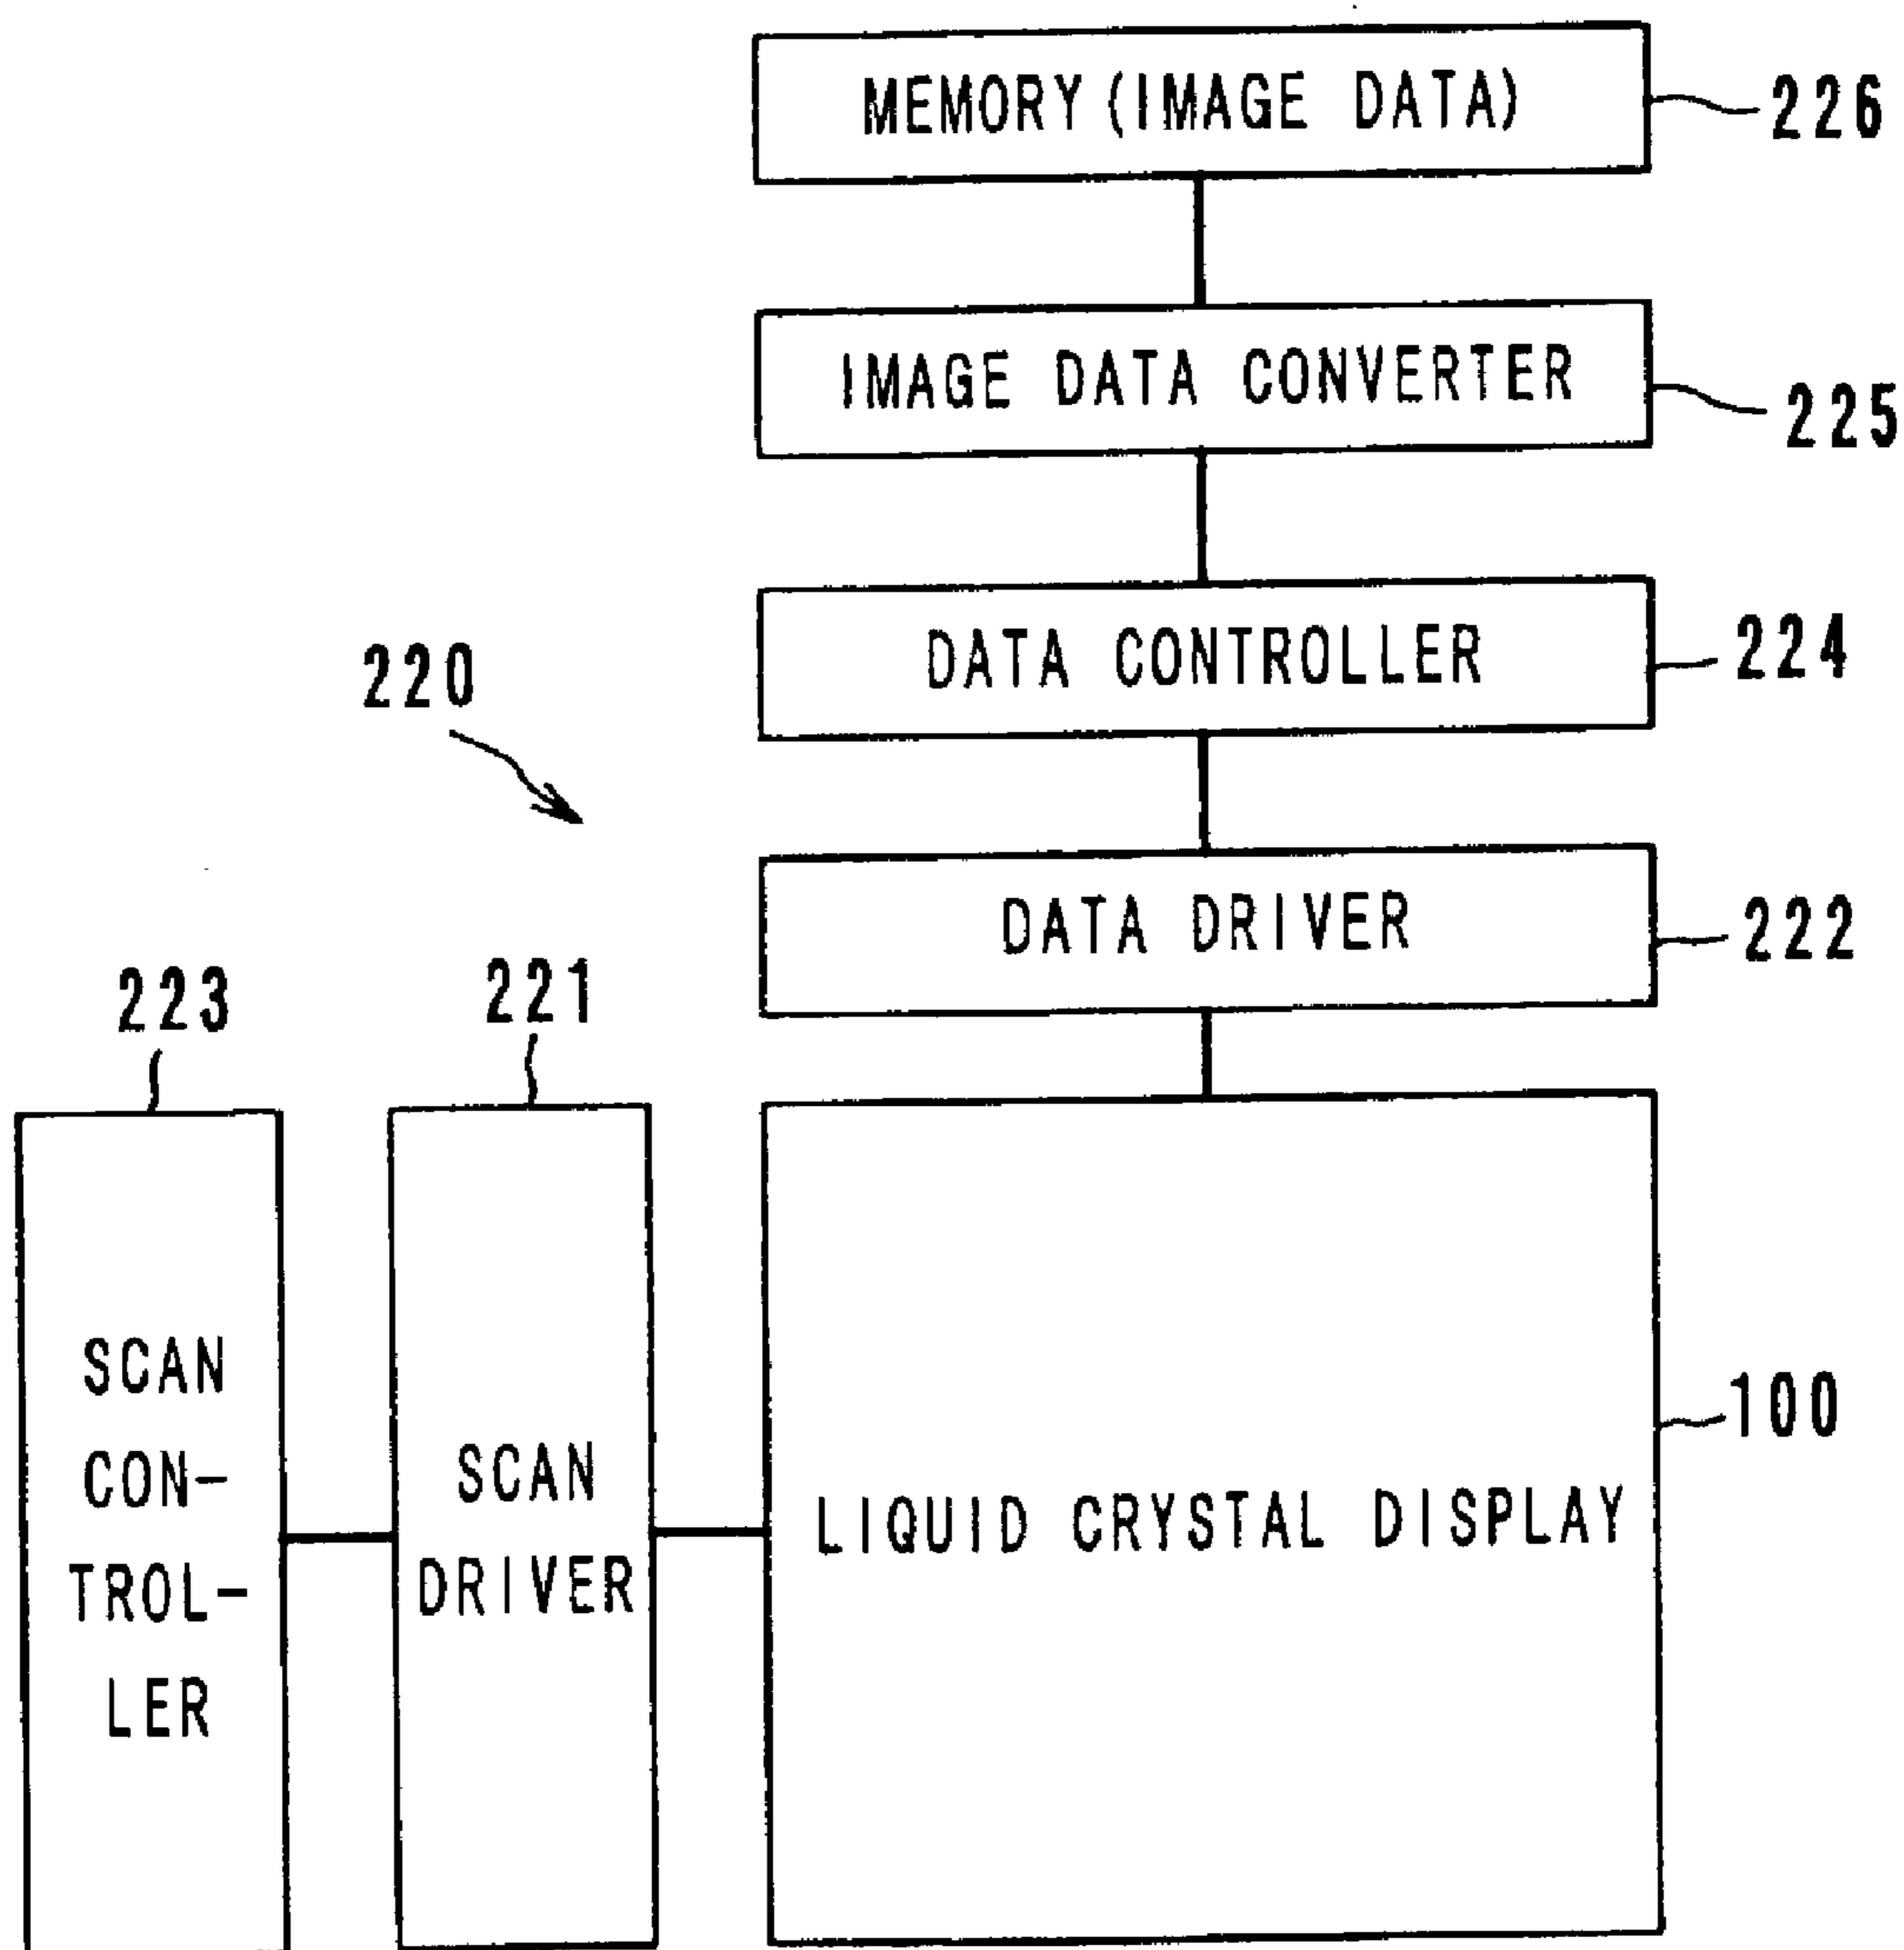 MEMORY(IMAGE DATA)
226
IMAGE DATA CONVERTER
225
DATA CONTROLLER
224
220
DATA DRIVER
222
223
221
SCAN
CON-
TROL-
LER
SCAN
DRIVER
LIQUID CRYSTAL DISPLAY
100